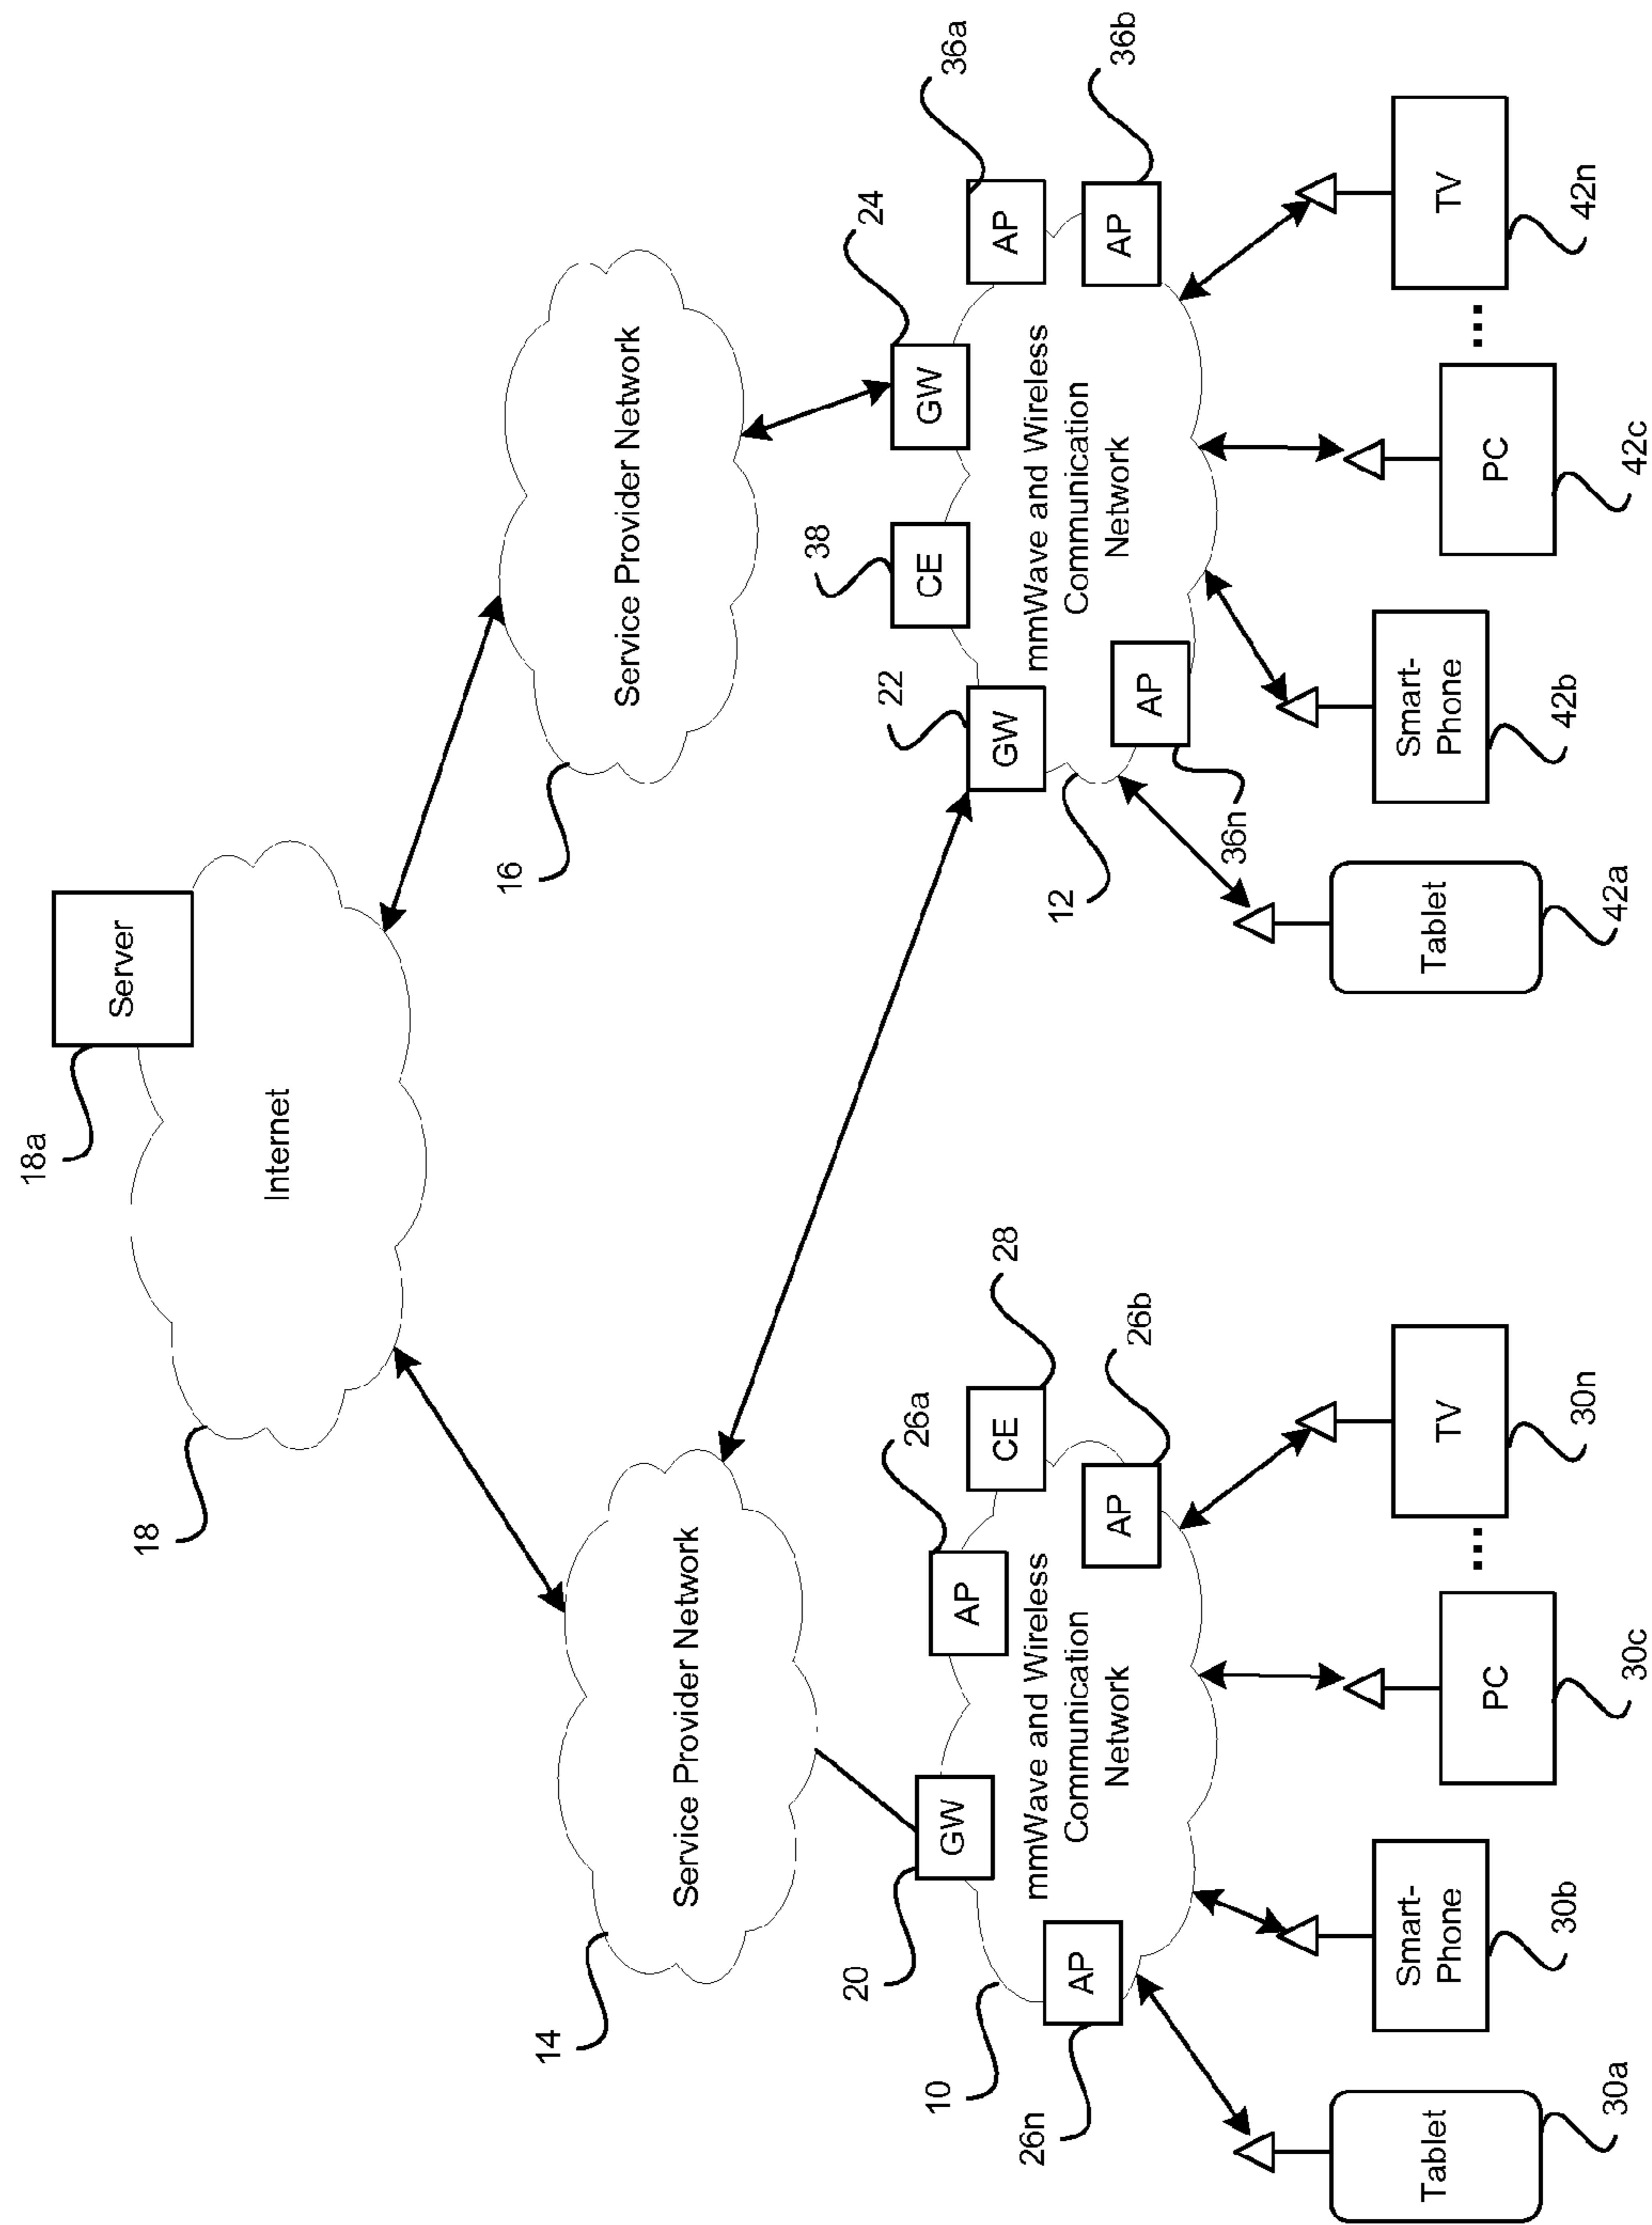 Server
18a
Internet
18
Service Provider Network
16
Service Provider Network
14
20
GW
26a
AP
CE
28
AP
26b
mmWave and Wireless
Communication
Network
10
AP
26n
22
GW
38
CE
24
GW
36a
AP
AP
36b
mmWave and Wireless
Communication
Network
12
AP
36n
Tablet
30a
Smart-
Phone
30b
PC
30c
...
TV
30n
Tablet
42a
Smart-
Phone
42b
PC
42c
...
TV
42n